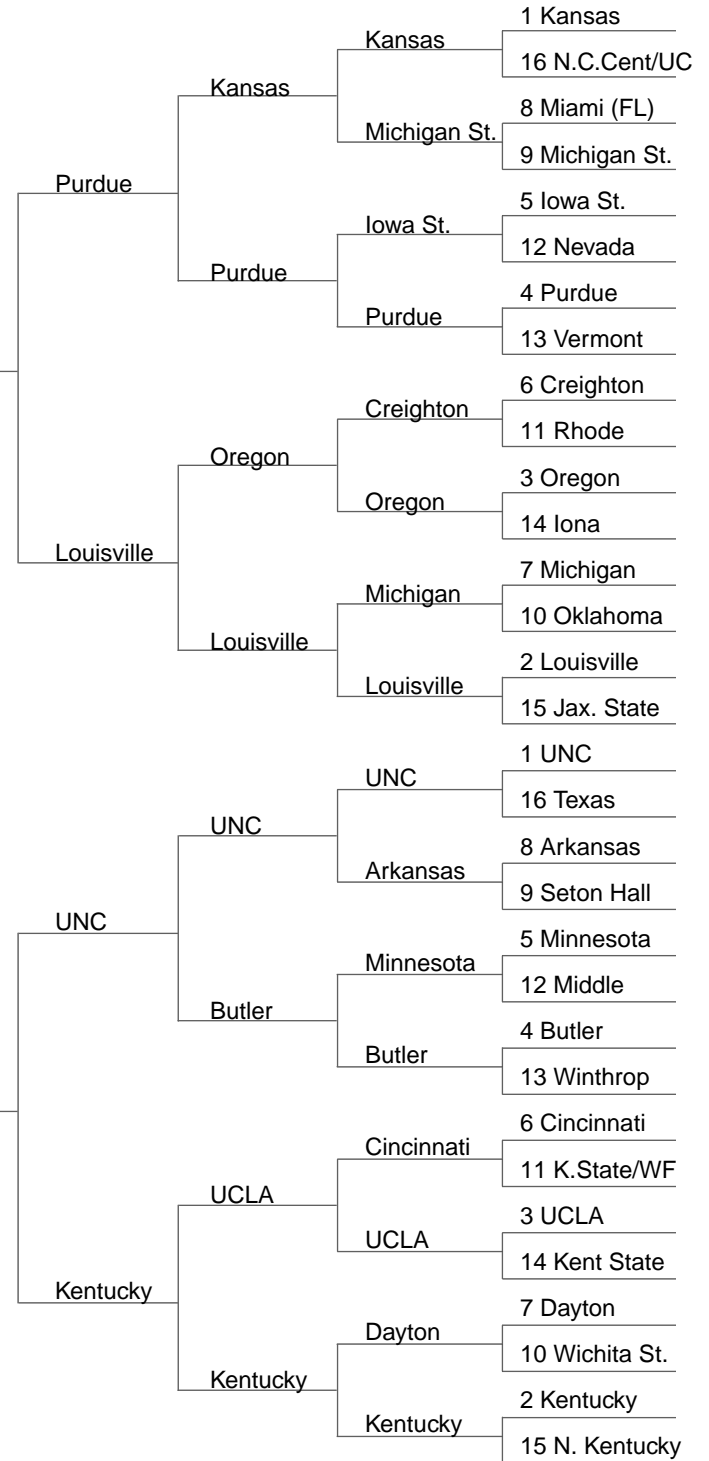 1 Kansas
Kansas
16 N.C.Cent/UC
Kansas
8 Miami (FL)
Michigan St.
9 Michigan St.
Purdue
5 Iowa St.
Iowa St.
12 Nevada
Purdue
4 Purdue
Purdue
13 Vermont
6 Creighton
Creighton
11 Rhode
Oregon
3 Oregon
Oregon
14 Iona
Louisville
7 Michigan
Michigan
10 Oklahoma
Louisville
2 Louisville
Louisville
15 Jax. State
1 UNC
UNC
16 Texas
UNC
8 Arkansas
Arkansas
9 Seton Hall
UNC
5 Minnesota
Minnesota
12 Middle
Butler
4 Butler
Butler
13 Winthrop
6 Cincinnati
Cincinnati
11 K.State/WF
UCLA
3 UCLA
UCLA
14 Kent State
Kentucky
7 Dayton
Dayton
10 Wichita St.
Kentucky
2 Kentucky
Kentucky
15 N. Kentucky